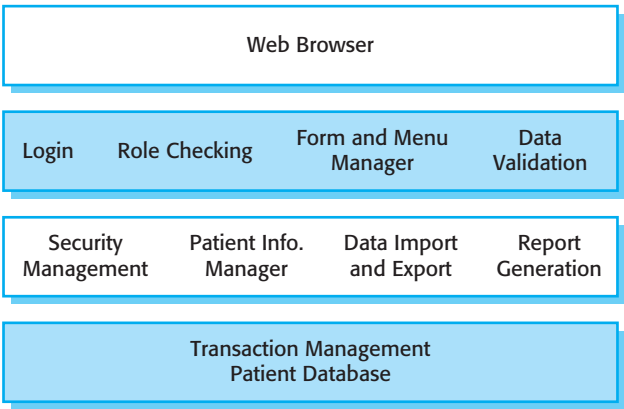 Web Browser
Login Role Checking Form and Menu Manager Data Validation
Security Management Patient Info. Manager Data Import and Export Report Generation
Transaction Management
Patient Database